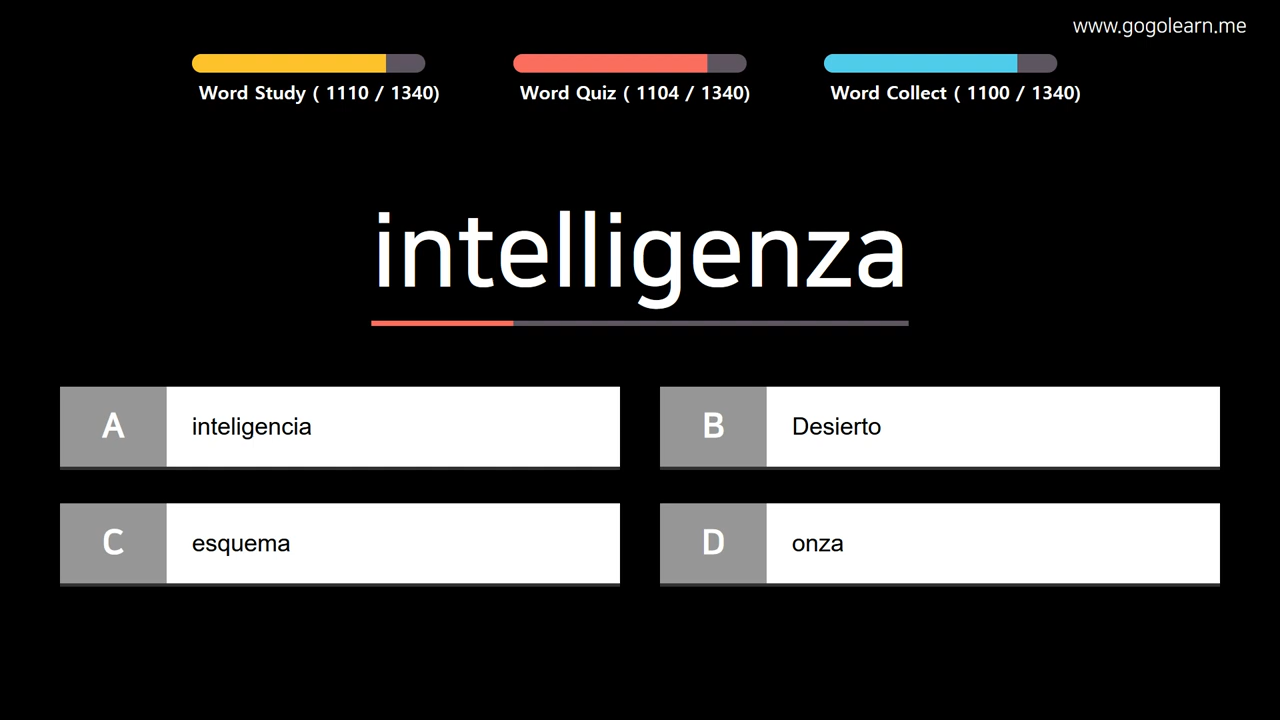 www.gogolearn.me
Word Study ( 1110 / 1340)
Word Quiz ( 1104 / 1340)
Word Collect ( 1100 / 1340)
intelligenza
A inteligencia
B Desierto
C esquema
D onza